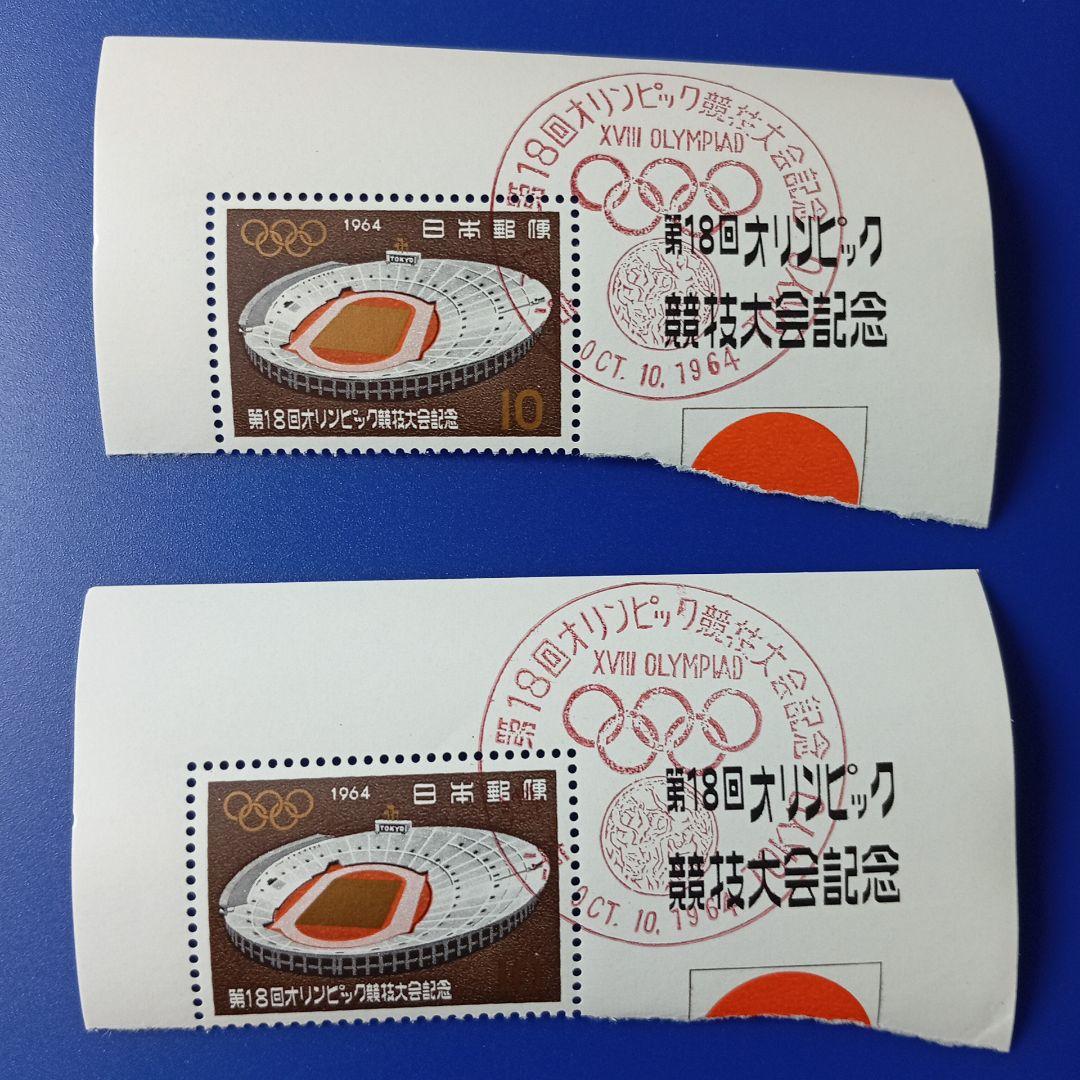 第18回オリンピック競技大会記念
XVIII OLYMPIAD
TOKYO
OCT. 10. 1964
1964 日本郵便
TOKYO
第18回オリンピック競技大会記念
10
第18回オリンピック
競技大会記念
第18回オリンピック競技大会記念
XVIII OLYMPIAD
TOKYO
OCT. 10. 1964
1964 日本郵便
TOKYO
第18回オリンピック競技大会記念
第18回オリンピック
競技大会記念